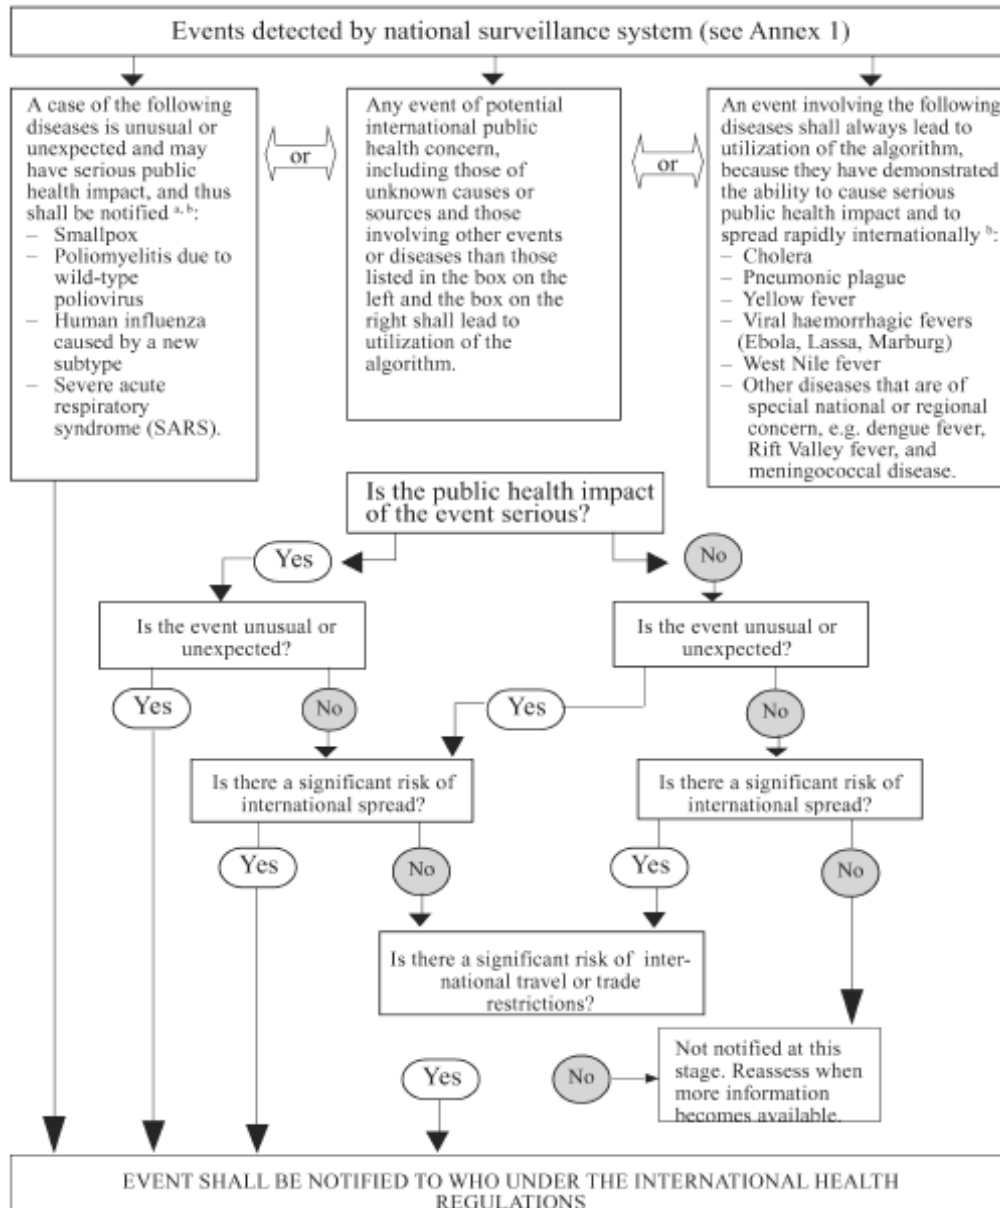 Events detected by national surveillance system (see Annex 1)
A case of the following
diseases is unusual or
unexpected and may
have serious public
health impact, and thus
shall be notified a, b:
– Smallpox
– Poliomyelitis due to
wild-type
poliovirus
– Human influenza
caused by a new
subtype
– Severe acute
respiratory
syndrome (SARS).
or
Any event of potential
international public
health concern,
including those of
unknown causes or
sources and those
involving other events
or diseases than those
listed in the box on the
left and the box on the
right shall lead to
utilization of the
algorithm.
or
An event involving the following
diseases shall always lead to
utilization of the algorithm,
because they have demonstrated
the ability to cause serious
public health impact and to
spread rapidly internationally b:
– Cholera
– Pneumonic plague
– Yellow fever
– Viral haemorrhagic fevers
(Ebola, Lassa, Marburg)
– West Nile fever
– Other diseases that are of
special national or regional
concern, e.g. dengue fever,
Rift Valley fever, and
meningococcal disease.
Is the public health impact
of the event serious?
Yes
No
Is the event unusual or
unexpected?
Is the event unusual or
unexpected?
Yes
No
Yes
No
Is there a significant risk of
international spread?
Is there a significant risk of
international spread?
Yes
No
Yes
No
Is there a significant risk of inter-
national travel or trade
restrictions?
Yes
No
Not notified at this
stage. Reassess when
more information
becomes available.
EVENT SHALL BE NOTIFIED TO WHO UNDER THE INTERNATIONAL HEALTH
REGULATIONS